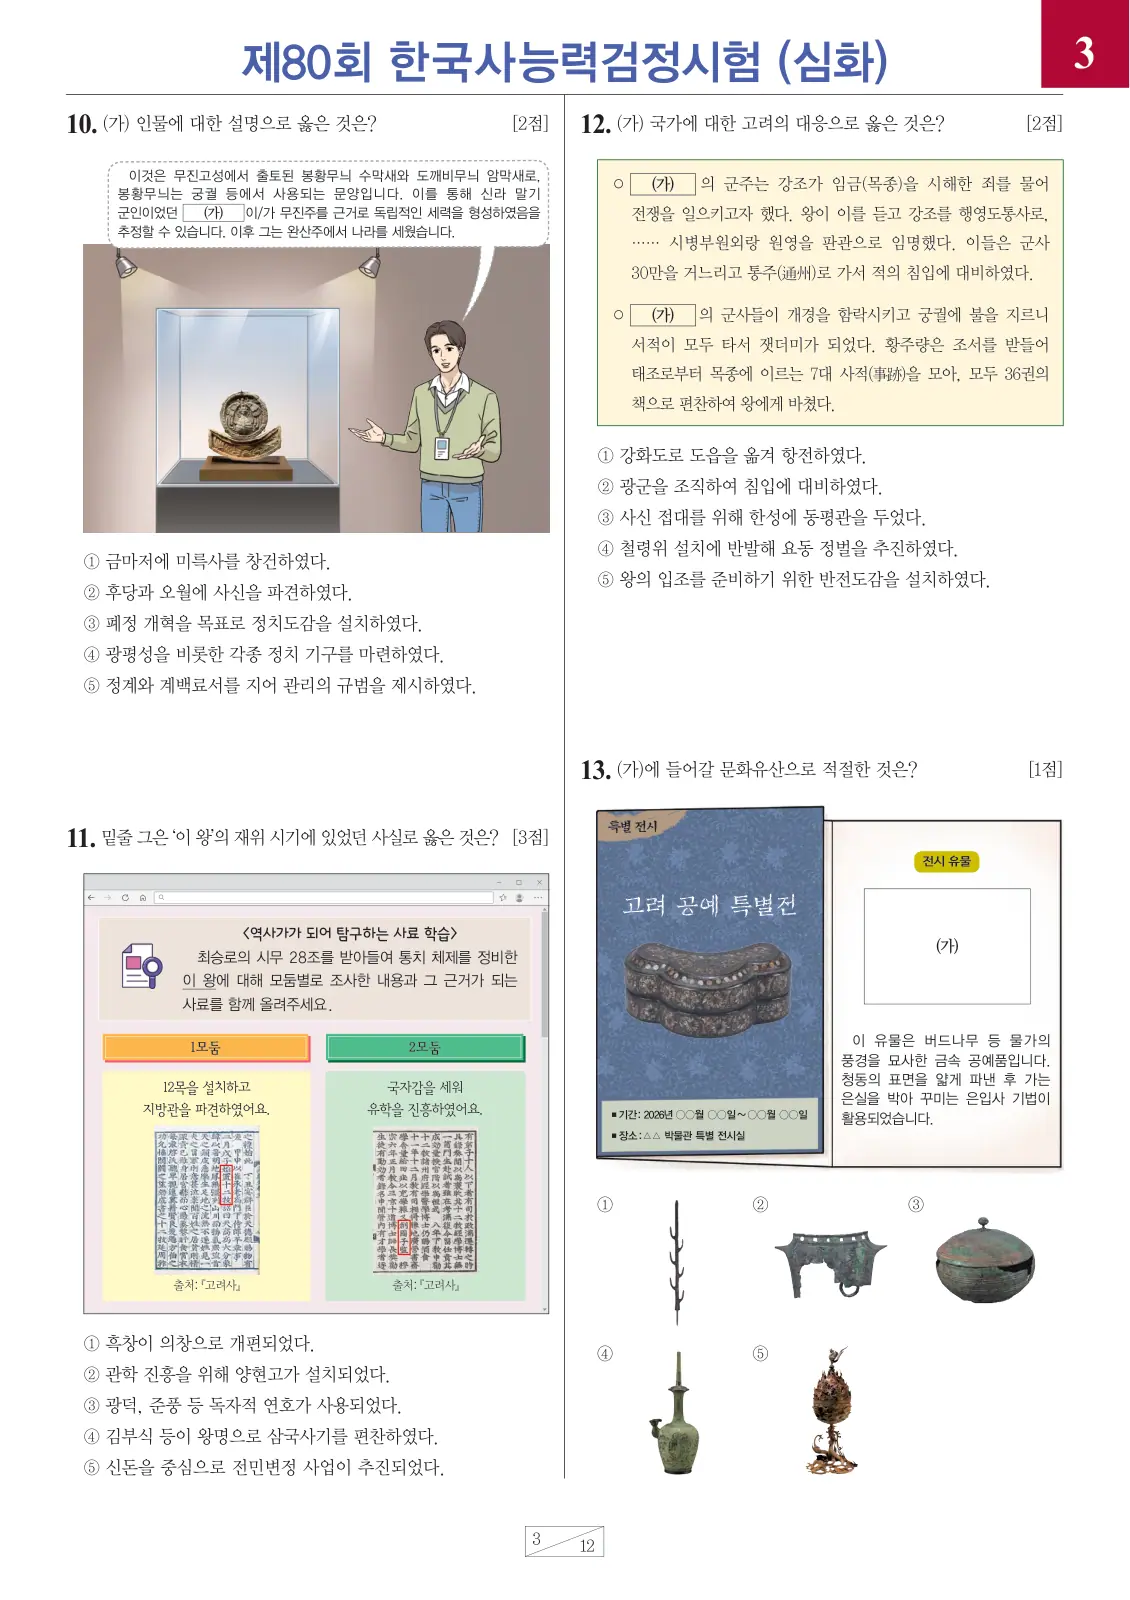 제80회 한국사능력검정시험 (심화)
3
10. (가) 인물에 대한 설명으로 옳은 것은? [2점]
이것은 무진고성에서 출토된 봉황무늬 수막새와 도깨비무늬 암막새로,
봉황무늬는 궁궐 등에서 사용되는 문양입니다. 이를 통해 신라 말기
군인이었던 (가) 이/가 무진주를 근거로 독립적인 세력을 형성하였음을
추정할 수 있습니다. 이후 그는 완산주에서 나라를 세웠습니다.
① 금마저에 미륵사를 창건하였다.
② 후당과 오월에 사신을 파견하였다.
③ 폐정 개혁을 목표로 정치도감을 설치하였다.
④ 광평성을 비롯한 각종 정치 기구를 마련하였다.
⑤ 정계와 계백료서를 지어 관리의 규범을 제시하였다.
11. 밑줄 그은 ‘이 왕’의 재위 시기에 있었던 사실로 옳은 것은? [3점]
<역사가가 되어 탐구하는 사료 학습>
최승로의 시무 28조를 받아들여 통치 체제를 정비한
이 왕에 대해 모둠별로 조사한 내용과 그 근거가 되는
사료를 함께 올려주세요.
1모둠
12목을 설치하고
지방관을 파견하였어요.
출처: 『고려사』
2모둠
국자감을 세워
유학을 진흥하였어요.
출처: 『고려사』
① 흑창이 의창으로 개편되었다.
② 관학 진흥을 위해 양현고가 설치되었다.
③ 광덕, 준풍 등 독자적 연호가 사용되었다.
④ 김부식 등이 왕명으로 삼국사기를 편찬하였다.
⑤ 신돈을 중심으로 전민변정 사업이 추진되었다.
12. (가) 국가에 대한 고려의 대응으로 옳은 것은? [2점]
○ (가) 의 군주는 강조가 임금(목종)을 시해한 죄를 물어
전쟁을 일으키고자 했다. 왕이 이를 듣고 강조를 행영도통사로,
…… 시병부원외랑 원영을 판관으로 임명했다. 이들은 군사
30만을 거느리고 통주(通州)로 가서 적의 침입에 대비하였다.
○ (가) 의 군사들이 개경을 함락시키고 궁궐에 불을 지르니
서적이 모두 타서 잿더미가 되었다. 황주량은 조서를 받들어
태조로부터 목종에 이르는 7대 사적(事跡)을 모아, 모두 36권의
책으로 편찬하여 왕에게 바쳤다.
① 강화도로 도읍을 옮겨 항전하였다.
② 광군을 조직하여 침입에 대비하였다.
③ 사신 접대를 위해 한성에 동평관을 두었다.
④ 철령위 설치에 반발해 요동 정벌을 추진하였다.
⑤ 왕의 입조를 준비하기 위한 반전도감을 설치하였다.
13. (가)에 들어갈 문화유산으로 적절한 것은? [1점]
특별 전시
고려 공예 특별전
■ 기간: 2026년 ○○월 ○○일~○○월 ○○일
■ 장소: △△ 박물관 특별 전시실
전시 유물
(가)
이 유물은 버드나무 등 물가의
풍경을 묘사한 금속 공예품입니다.
청동의 표면을 얇게 파낸 후 가는
은실을 박아 꾸미는 은입사 기법이
활용되었습니다.
① ② ③
④ ⑤
3
12